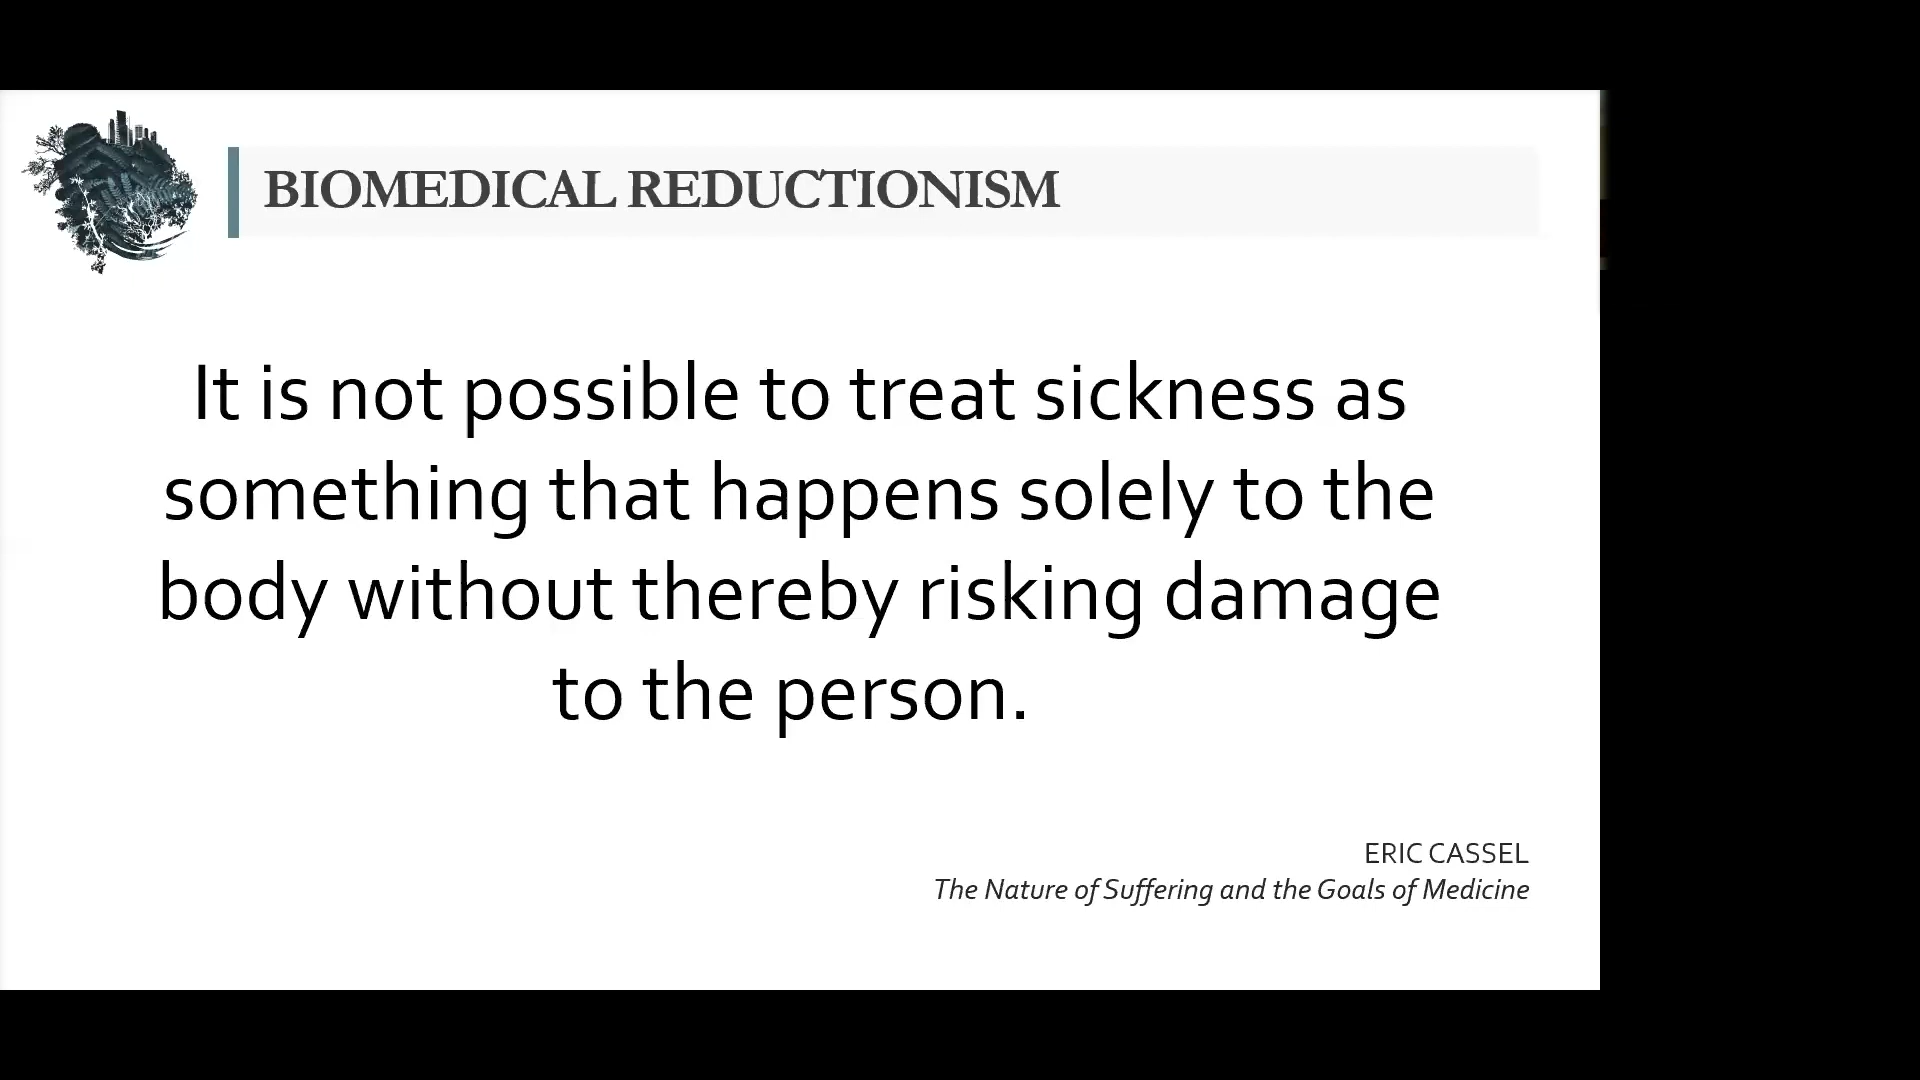 BIOMEDICAL REDUCTIONISM
It is not possible to treat sickness as
something that happens solely to the
body without thereby risking damage
to the person.
ERIC CASSEL
The Nature of Suffering and the Goals of Medicine